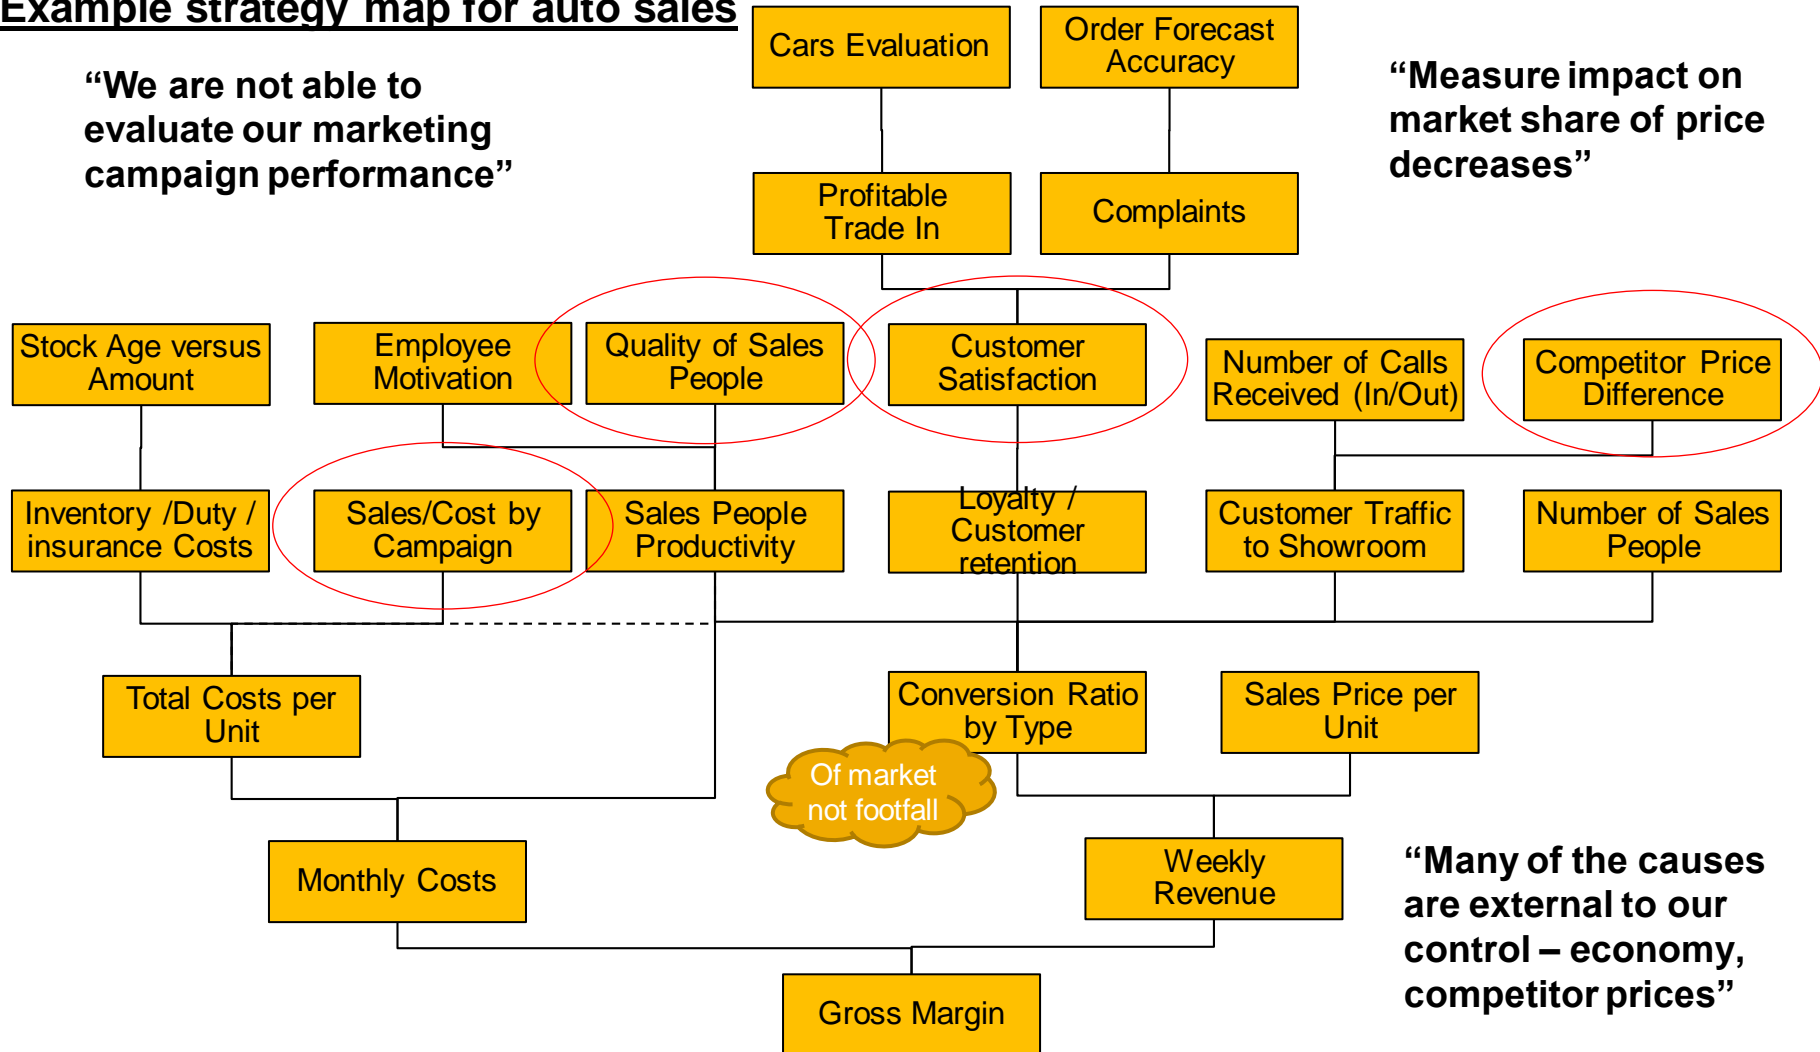 Example strategy map for auto sales
“We are not able to
evaluate our marketing
campaign performance”
Cars Evaluation
Order Forecast
Accuracy
“Measure impact on
market share of price
decreases”
Profitable
Trade In
Complaints
Stock Age versus
Amount
Employee
Motivation
Quality of Sales
People
Customer
Satisfaction
Number of Calls
Received (In/Out)
Competitor Price
Difference
Inventory /Duty /
insurance Costs
Sales/Cost by
Campaign
Sales People
Productivity
Loyalty /
Customer
retention
Customer Traffic
to Showroom
Number of Sales
People
Total Costs per
Unit
Conversion Ratio
by Type
Sales Price per
Unit
Of market
not footfall
Monthly Costs
Weekly
Revenue
“Many of the causes
are external to our
control – economy,
competitor prices”
Gross Margin